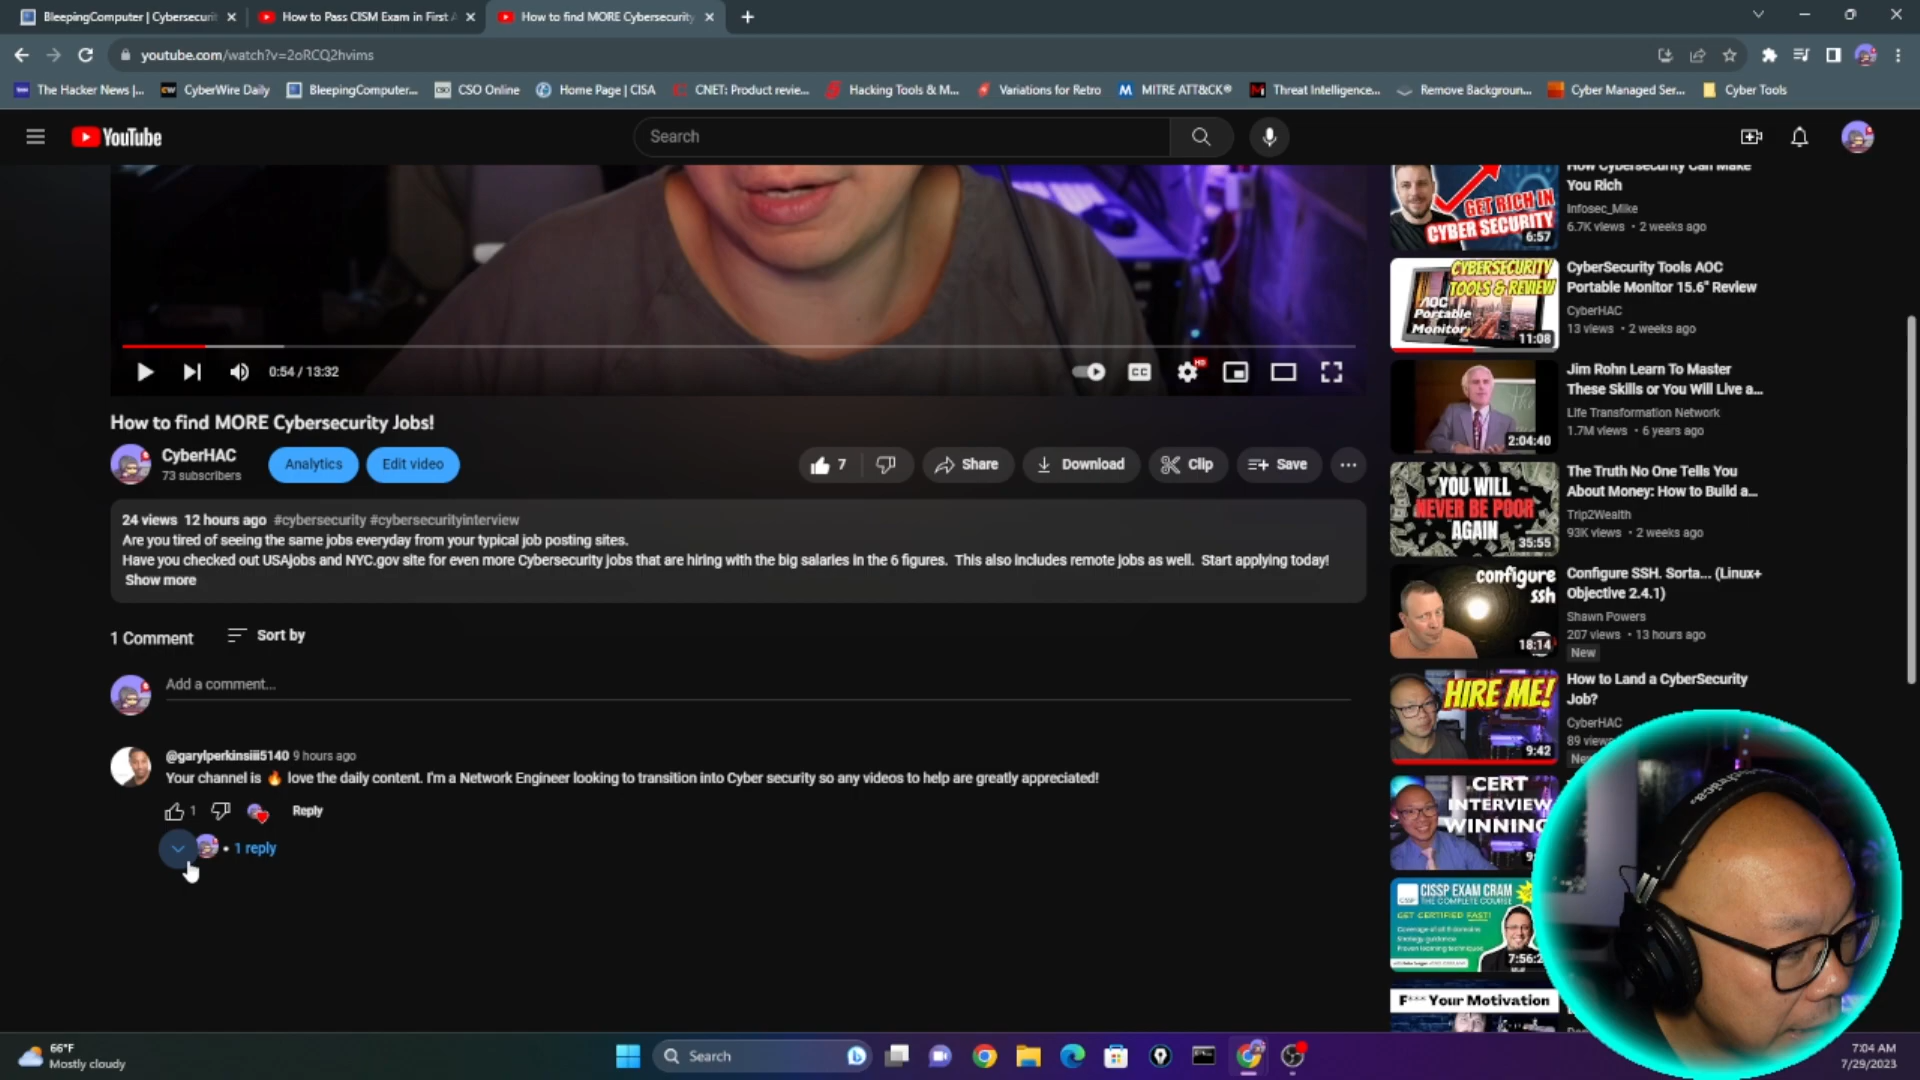 BleepingComputer | Cybersecurit
How to Pass CISM Exam in First A
How to find MORE Cybersecurity
youtube.com/watch?v=2oRCQ2hvims
The Hacker News |...
CyberWire Daily
BleepingComputer...
CSO Online
Home Page | CISA
CNET: Product revie...
Hacking Tools & M...
Variations for Retro
MITRE ATT&CK®
Threat Intelligence...
Remove Backgroun...
Cyber Managed Ser...
Cyber Tools
YouTube
Search
0:54 / 13:32
CC
HD
How to find MORE Cybersecurity Jobs!
CyberHAC
73 subscribers
Analytics
Edit video
7
Share
Download
Clip
Save
24 views 12 hours ago #cybersecurity #cybersecurityinterview
Are you tired of seeing the same jobs everyday from your typical job posting sites.
Have you checked out USAjobs and NYC.gov site for even more Cybersecurity jobs that are hiring with the big salaries in the 6 figures. This also includes remote jobs as well. Start applying today!
Show more
1 Comment
Sort by
Add a comment...
@garylperkinsiii5140 9 hours ago
Your channel is 🔥 love the daily content. I'm a Network Engineer looking to transition into Cyber security so any videos to help are greatly appreciated!
1
Reply
• 1 reply
GET RICH IN
CYBER SECURITY
6:57
How Cybersecurity Can Make
You Rich
Infosec_Mike
6.7K views • 2 weeks ago
CYBERSECURITY
TOOLS & REVIEW
AOC
Portable
Monitor
11:08
CyberSecurity Tools AOC
Portable Monitor 15.6" Review
CyberHAC
13 views • 2 weeks ago
2:04:40
Jim Rohn Learn To Master
These Skills or You Will Live a...
Life Transformation Network
1.7M views • 6 years ago
YOU WILL
NEVER BE POOR
AGAIN
35:55
The Truth No One Tells You
About Money: How to Build a...
Trip2Wealth
93K views • 2 weeks ago
configure
ssh
18:14
Configure SSH. Sorta... (Linux+
Objective 2.4.1)
Shawn Powers
207 views • 13 hours ago
New
HIRE ME!
9:42
How to Land a CyberSecurity
Job?
CyberHAC
89 views
CERT
INTERVIEW
WINNING
CISSP EXAM CRAM
THE COMPLETE COURSE
GET CERTIFIED FAST!
Coverage of all 8 domains
Strategy guidance
Proven learning techniques
7:56:2
F*** Your Motivation
66°F
Mostly cloudy
Search
7:04 AM
7/29/2023